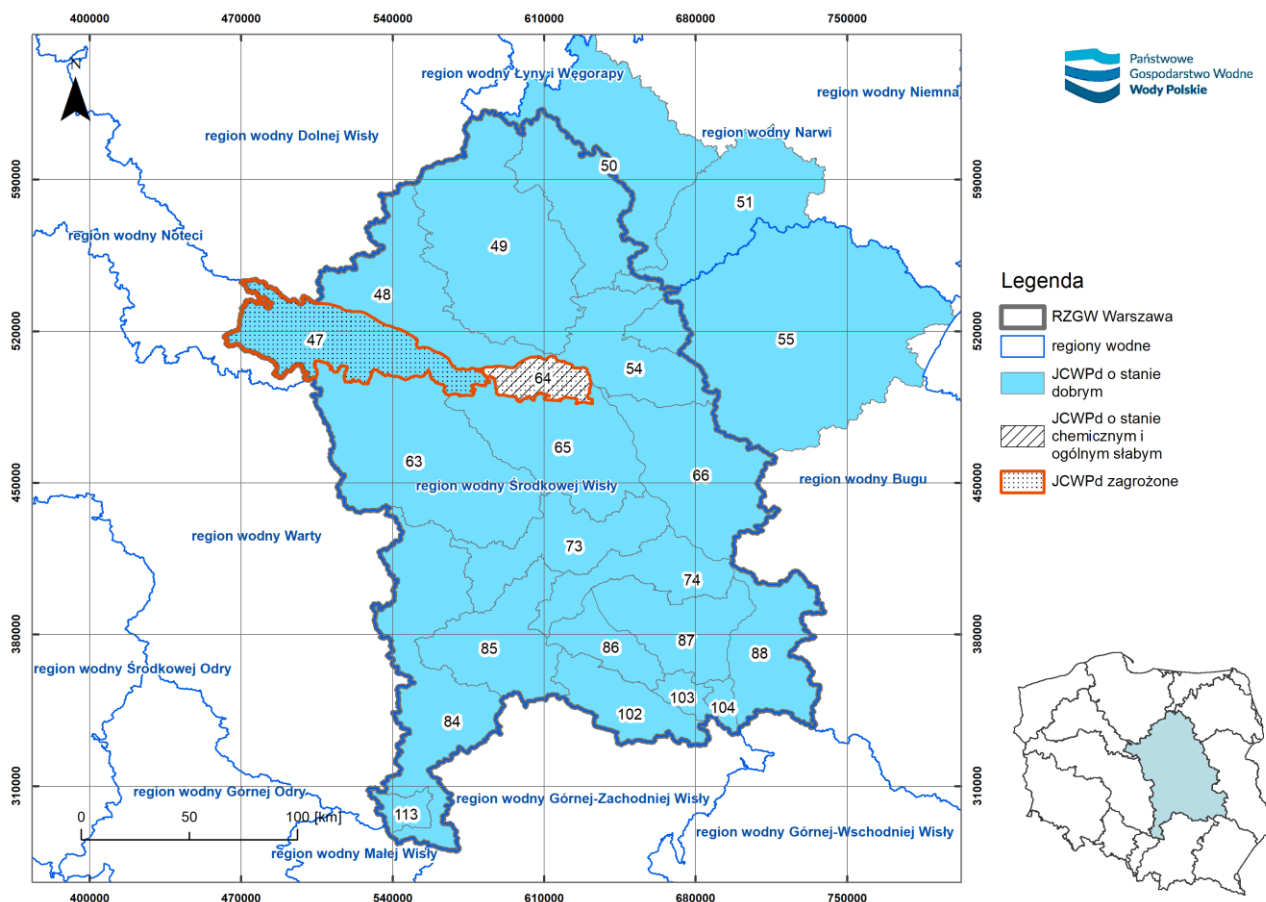 400000 470000 540000 610000 680000 750000
N
region wodny Łyny i Węgorapy
region wodny Niemna
region wodny Dolnej Wisły
region wodny Narwi
Państwowe
Gospodarstwo Wodne
Wody Polskie
590000
590000
50
51
region wodny Noteci
49
48
47
55
520000
520000
54
64
65
63
66
region wodny Środkowej Wisły
region wodny Bugu
450000
450000
region wodny Warty
73
74
380000
380000
85
86
87
88
region wodny Środkowej Odry
103
102
104
84
310000
310000
region wodny Górnej Odry
region wodny Górnej-Zachodniej Wisły
113
0 50 100 [km]
region wodny Górnej-Wschodniej Wisły
region wodny Małej Wisły
400000 470000 540000 610000 680000 750000
Legenda
RZGW Warszawa
regiony wodne
JCWPd o stanie
dobrym
JCWPd o stanie
chemicznym i
ogólnym słabym
JCWPd zagrożone